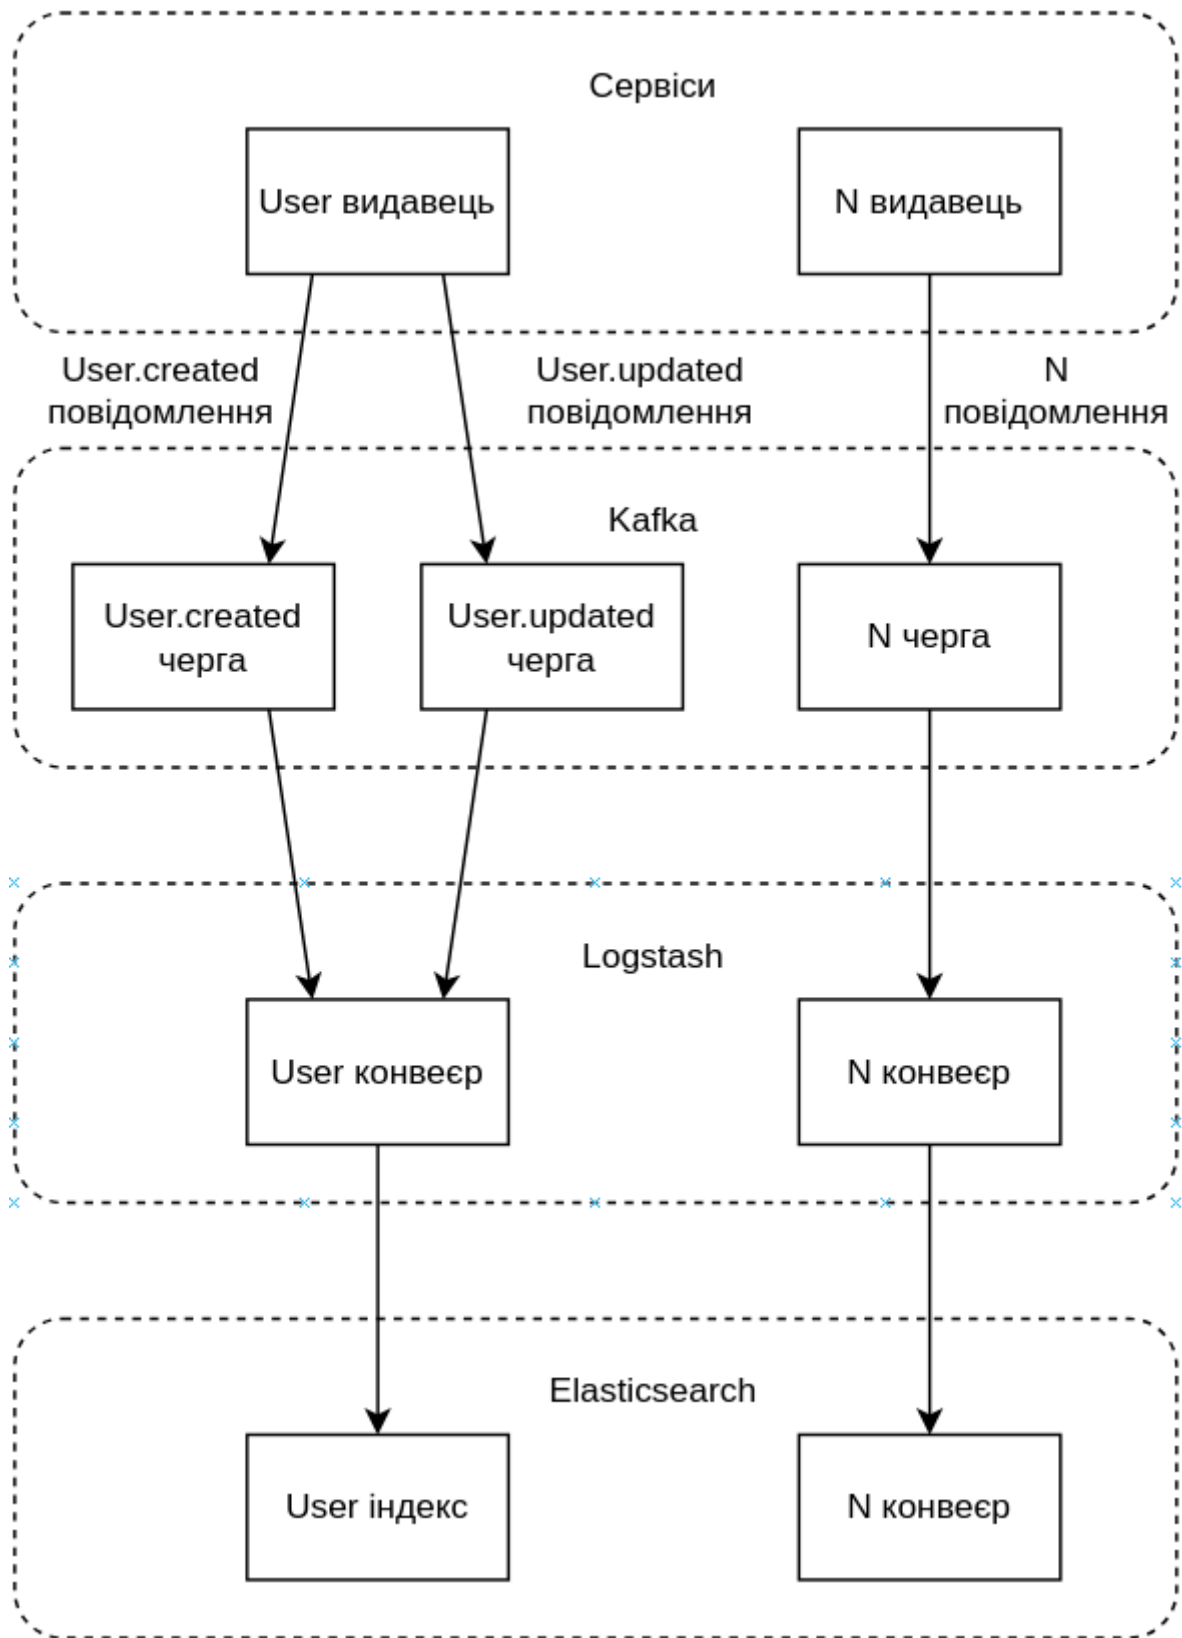 Сервіси
User видавець
N видавець
User.created
повідомлення
User.updated
повідомлення
N
повідомлення
Kafka
User.created
черга
User.updated
черга
N черга
Logstash
User конвеєр
N конвеєр
Elasticsearch
User індекс
N конвеєр